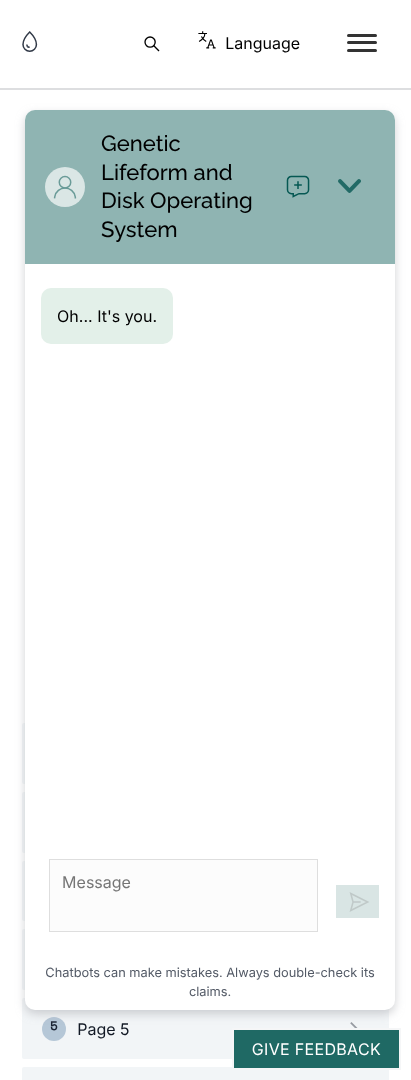 Language
Genetic
Lifeform and
Disk Operating
System
Oh... It's you.
Message
Chatbots can make mistakes. Always double-check its
claims.
5 Page 5
GIVE FEEDBACK